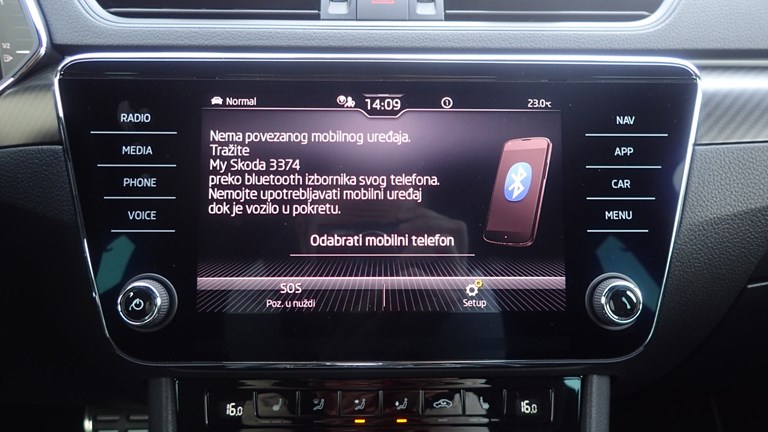 Normal
14:09
23.0°C
RADIO
MEDIA
PHONE
VOICE
Nema povezanog mobilnog uređaja.
Tražite
My Skoda 3374
preko bluetooth izbornika svog telefona.
Nemojte upotrebljavati mobilni uređaj
dok je vozilo u pokretu.
Odabrati mobilni telefon
SOS
Poz. u nuždi
Setup
NAV
APP
CAR
MENU
16.0
16.0